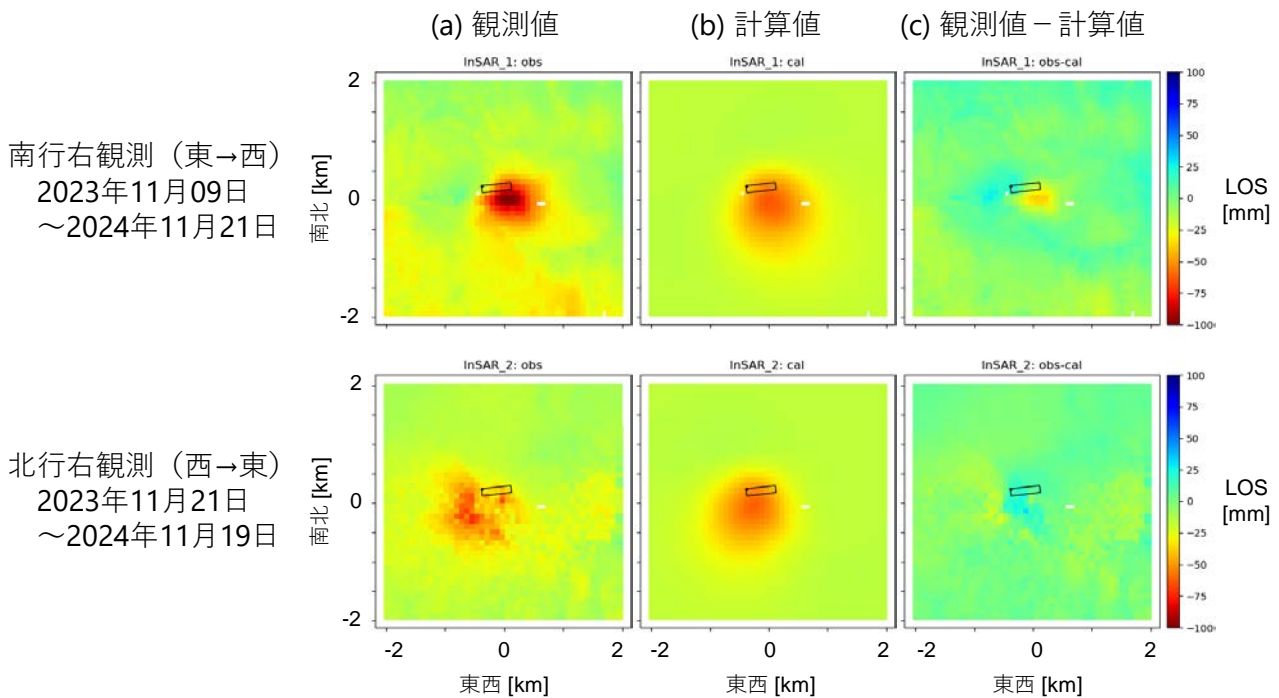 (a) 観測値
(b) 計算値
(c) 観測値－計算値
InSAR_1: obs
InSAR_1: cal
InSAR_1: obs-cal
南行右観測（東→西）
2023年11月09日
～2024年11月21日
南北 [km]
2
0
-2
100
75
50
25
0
−25
−50
−75
−100
LOS
[mm]
InSAR_2: obs
InSAR_2: cal
InSAR_2: obs-cal
北行右観測（西→東）
2023年11月21日
～2024年11月19日
南北 [km]
2
0
-2
100
75
50
25
0
−25
−50
−75
−100
LOS
[mm]
-2 0 2
-2 0 2
-2 0 2
東西 [km]
東西 [km]
東西 [km]